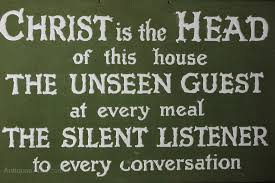 CHRIST is the HEAD
of this house
THE UNSEEN GUEST
at every meal
THE SILENT LISTENER
to every conversation